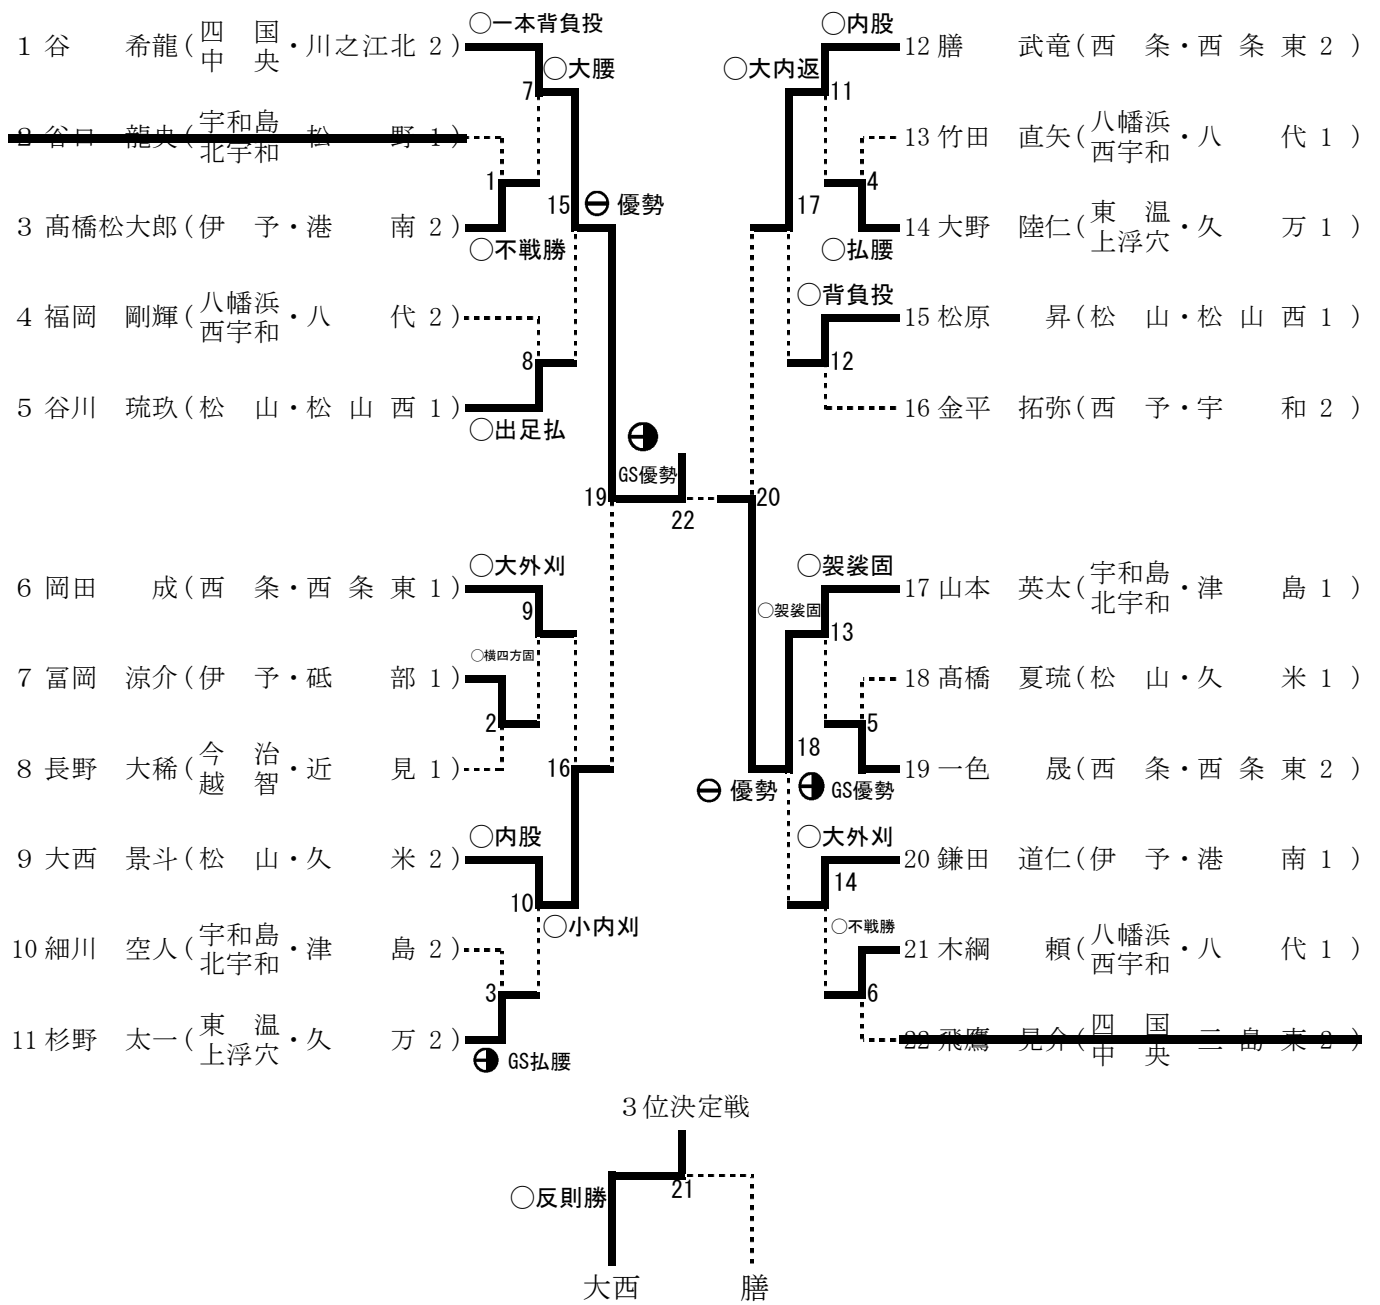 ○一本背負投
1 谷 希龍(四国中央・川之江北 2)
○大腰
7
2 谷口 龍央(宇和島北宇和・松野 1)
1
15
⊖ 優勢
3 髙橋松大郎(伊予・港南 2)
○不戦勝
4 福岡 剛輝(八幡浜西宇和・八代 2)
8
5 谷川 琉玖(松山・松山西 1)
○出足払
GS優勢
19
22
20
○大外刈
6 岡田 成(西条・西条東 1)
9
○横四方固
7 冨岡 涼介(伊予・砥部 1)
2
8 長野 大稀(今治越智・近見 1)
16
○内股
9 大西 景斗(松山・久米 2)
10
○小内刈
10 細川 空人(宇和島北宇和・津島 2)
3
11 杉野 太一(東温上浮穴・久万 2)
GS払腰
○内股
12 膳 武竜(西条・西条東 2)
○大内返
11
13 竹田 直矢(八幡浜西宇和・八代 1)
4
17
14 大野 陸仁(東温上浮穴・久万 1)
○払腰
○背負投
15 松原 昇(松山・松山西 1)
12
16 金平 拓弥(西予・宇和 2)
○袈裟固
17 山本 英太(宇和島北宇和・津島 1)
○袈裟固
13
18 髙橋 夏琉(松山・久米 1)
5
18
19 一色 晟(西条・西条東 2)
⊖ 優勢
GS優勢
○大外刈
20 鎌田 道仁(伊予・港南 1)
14
○不戦勝
21 木綱 頼(八幡浜西宇和・八代 1)
6
22 飛鷹 晃介(四国中央・三島東 2)
３位決定戦
○反則勝
21
大西
膳